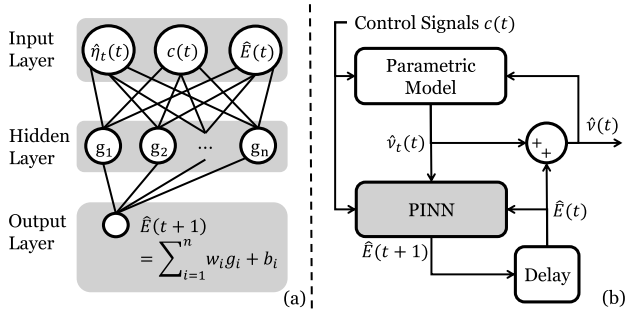 Input
Layer
η̂ₜ(t)
c(t)
Ê(t)
Hidden
Layer
g₁
g₂
...
gₙ
Output
Layer
Ê(t + 1)
= ∑ⁿᵢ₌₁ wᵢgᵢ + bᵢ
(a)
Control Signals c(t)
Parametric
Model
v̂(t)
v̂ₜ(t)
+
+
PINN
Ê(t)
Ê(t + 1)
Delay
(b)